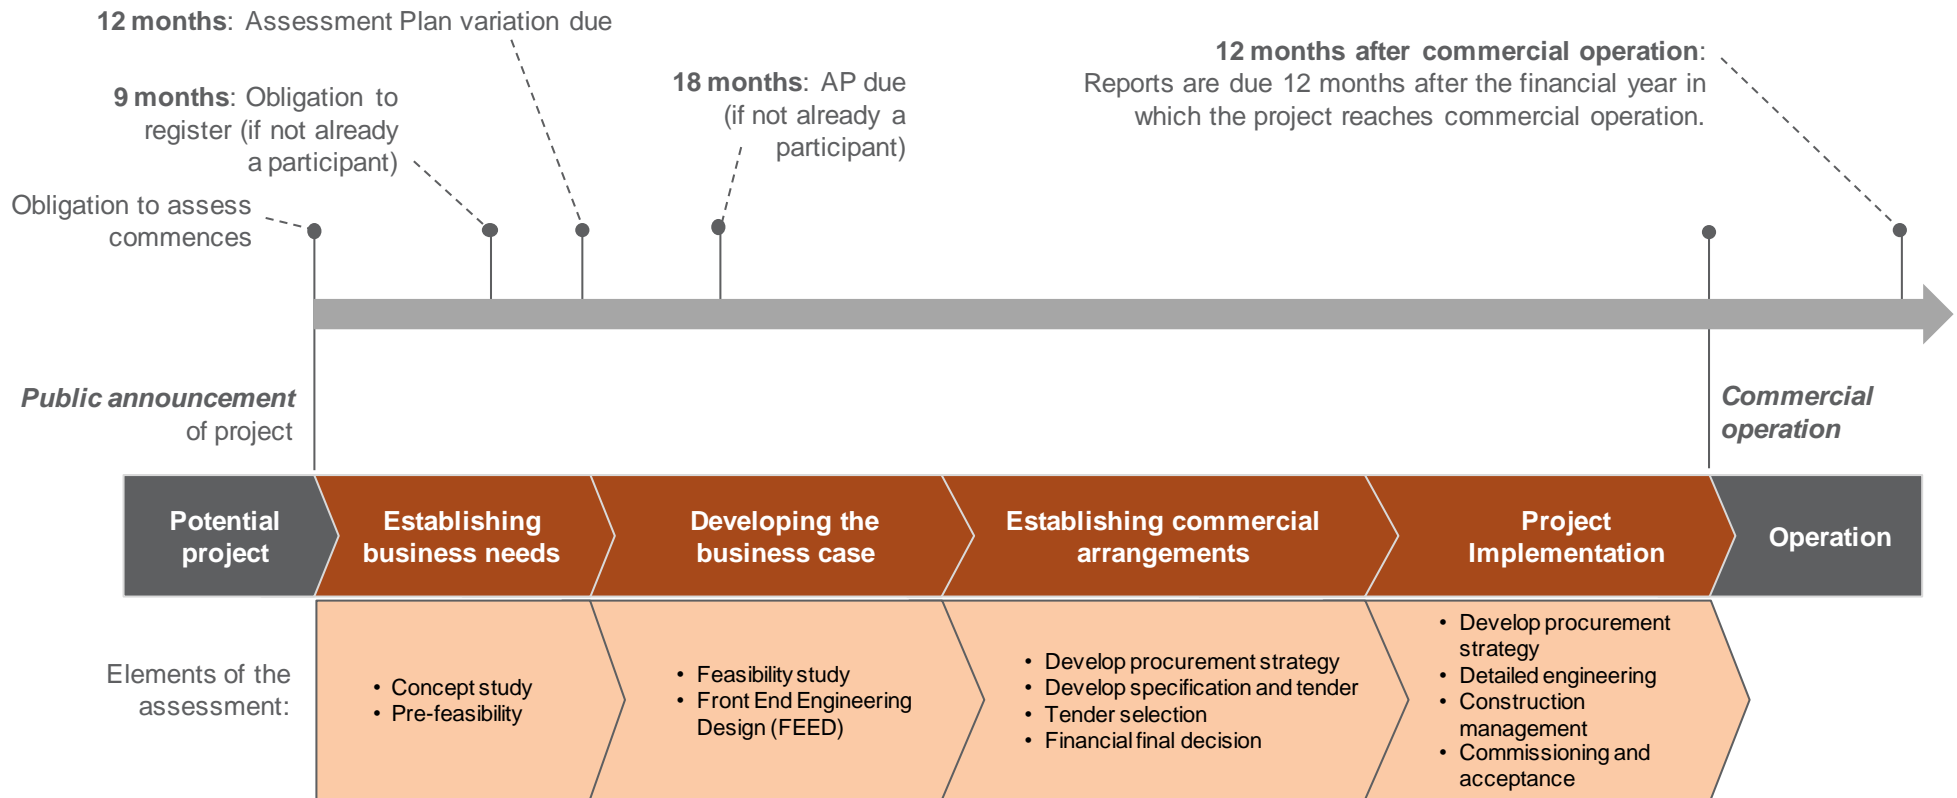 12 months: Assessment Plan variation due
9 months: Obligation to
register (if not already
a participant)
Obligation to assess
commences
18 months: AP due
(if not already a
participant)
12 months after commercial operation:
Reports are due 12 months after the financial year in
which the project reaches commercial operation.
Public announcement
of project
Commercial
operation
Potential
project
Establishing
business needs
Developing the
business case
Establishing commercial
arrangements
Project
Implementation
Operation
Elements of the
assessment:
• Concept study
• Pre-feasibility
• Feasibility study
• Front End Engineering
Design (FEED)
• Develop procurement strategy
• Develop specification and tender
• Tender selection
• Financial final decision
• Develop procurement
strategy
• Detailed engineering
• Construction
management
• Commissioning and
acceptance